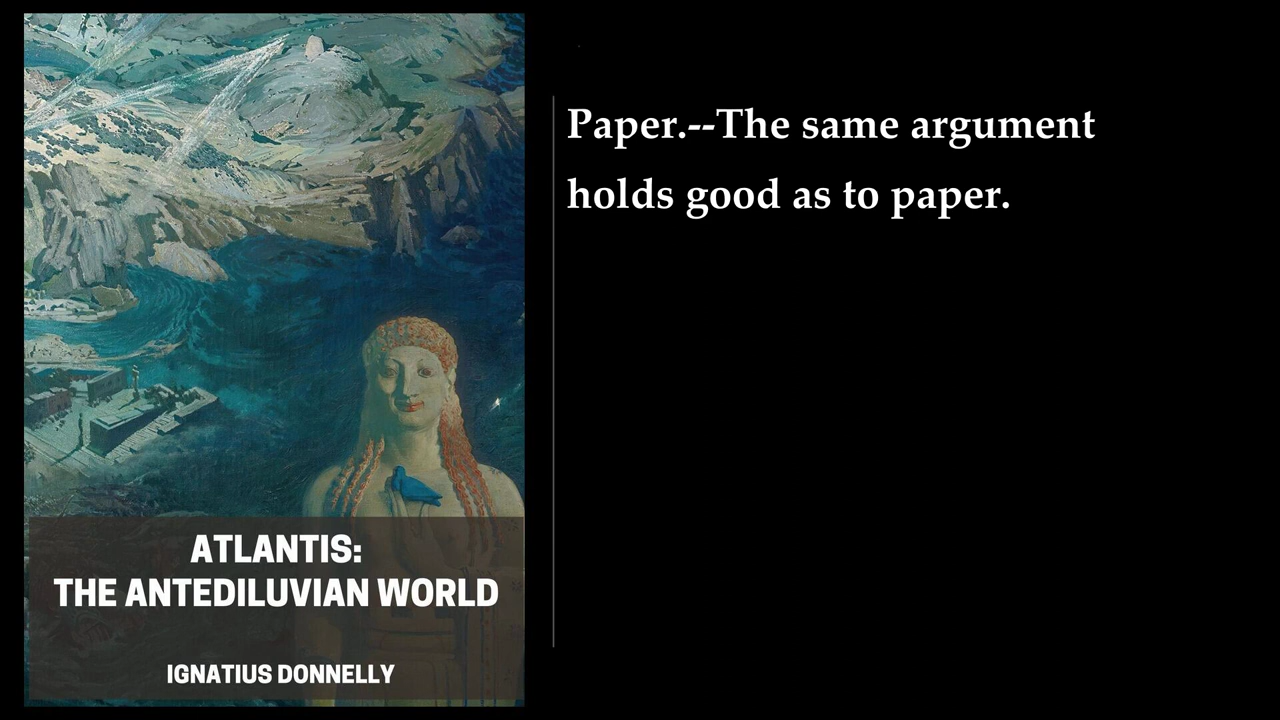 Paper.--The same argument
holds good as to paper.
ATLANTIS:
THE ANTEDILUVIAN WORLD
IGNATIUS DONNELLY